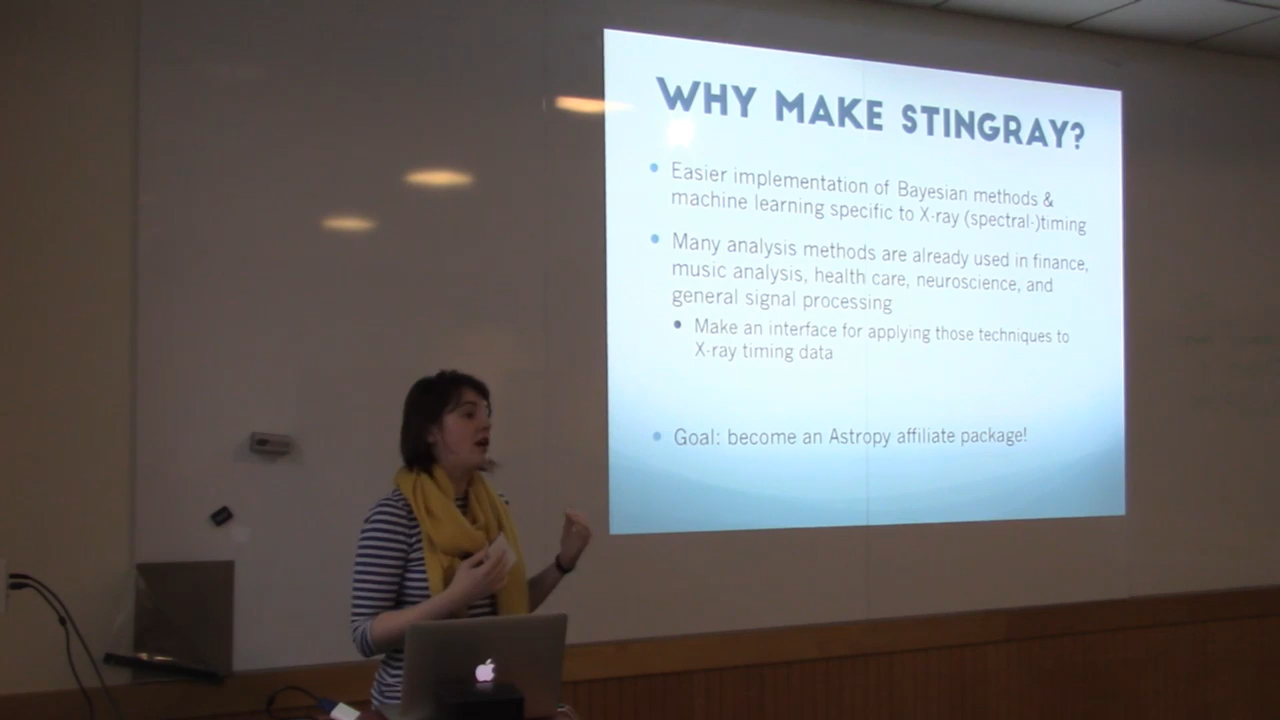 WHY MAKE STINGRAY?
Easier implementation of Bayesian methods &
machine learning specific to X-ray (spectral-)timing
Many analysis methods are already used in finance,
music analysis, health care, neuroscience, and
general signal processing
Make an interface for applying those techniques to
X-ray timing data
Goal: become an Astropy affiliate package!